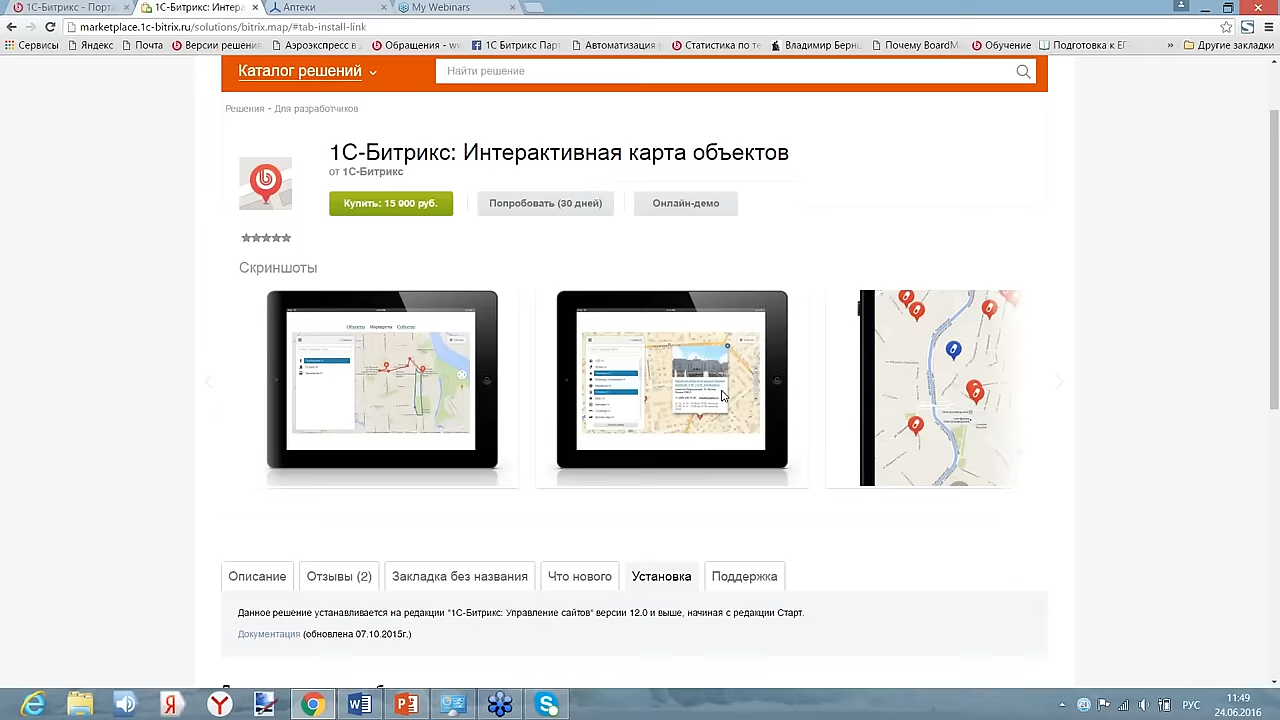 1С-Битрикс - Порта
1С-Битрикс: Интера
Аптеки
My Webinars
marketplace.1c-bitrix.ru/solutions/bitrix.map/#tab-install-link
Сервисы
Яндекс
Почта
Версии решени
Аэроэкспресс
Обращения - w
1С Битрикс Пар
Автоматизация
Статистика по те
Владимир Берн
Почему BoardM
Обучение
Подготовка к Е
»
Другие закладки
Каталог решений
Найти решение
Решения - Для разработчиков
1С-Битрикс: Интерактивная карта объектов
от 1С-Битрикс
Купить: 15 900 руб.
Попробовать (30 дней)
Онлайн-демо
Скриншоты
Объекты Маршруты События
Описание
Отзывы (2)
Закладка без названия
Что нового
Установка
Поддержка
Данное решение устанавливается на редакции "1С-Битрикс: Управление сайтов" версии 12.0 и выше, начиная с редакции Старт.
Документация (обновлена 07.10.2015г.)
РУС
11:49
24.06.2016